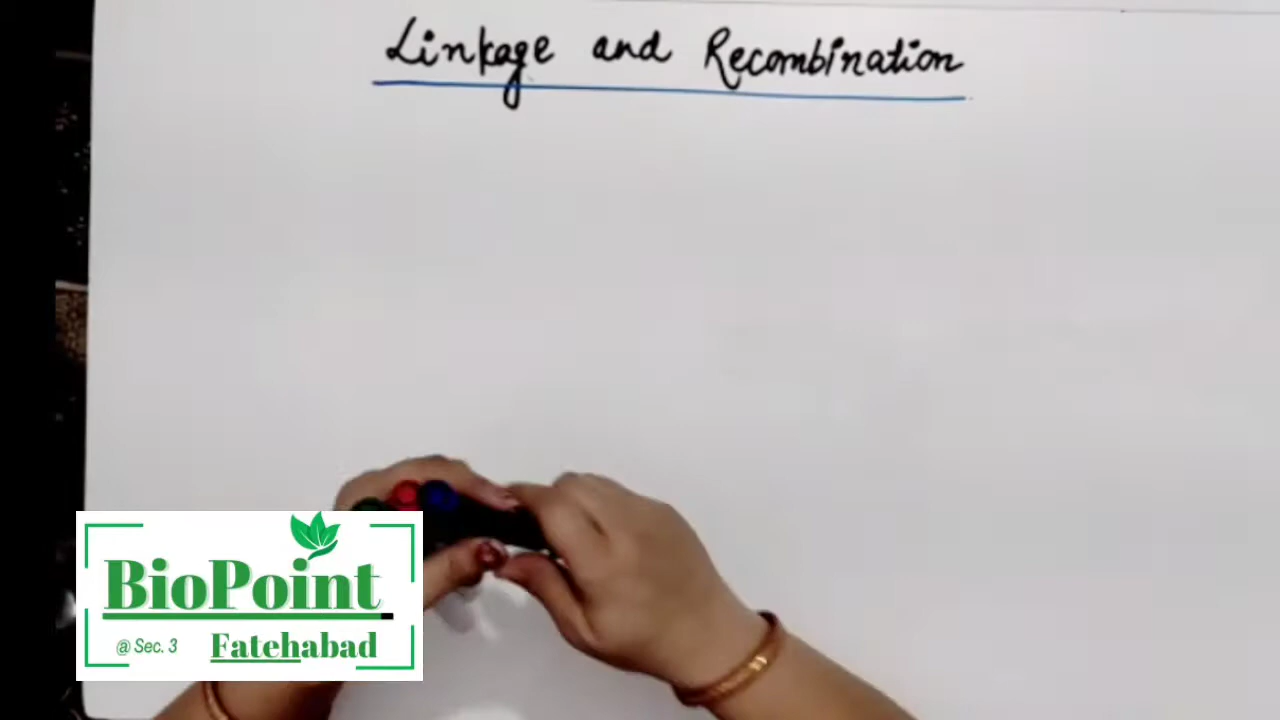 Linkage and Recombination
BioPoint
@ Sec. 3 Fatehabad